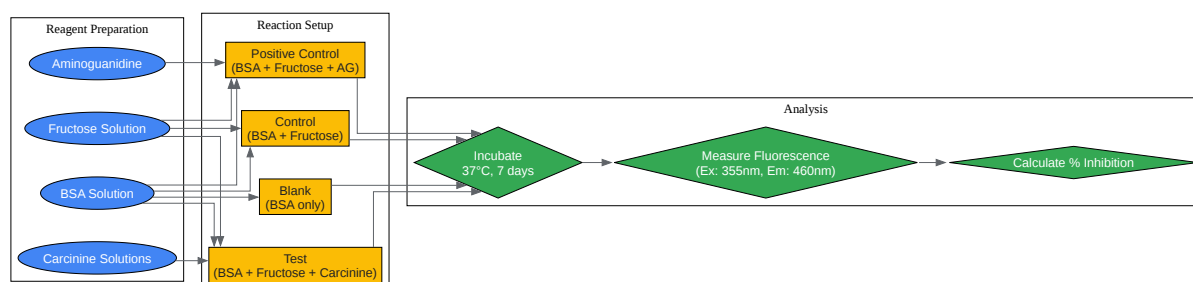 Reagent Preparation
Aminoguanidine
Fructose Solution
BSA Solution
Carcinine Solutions
Reaction Setup
Positive Control
(BSA + Fructose + AG)
Control
(BSA + Fructose)
Blank
(BSA only)
Test
(BSA + Fructose + Carcinine)
Analysis
Incubate
37°C, 7 days
Measure Fluorescence
(Ex: 355nm, Em: 460nm)
Calculate % Inhibition